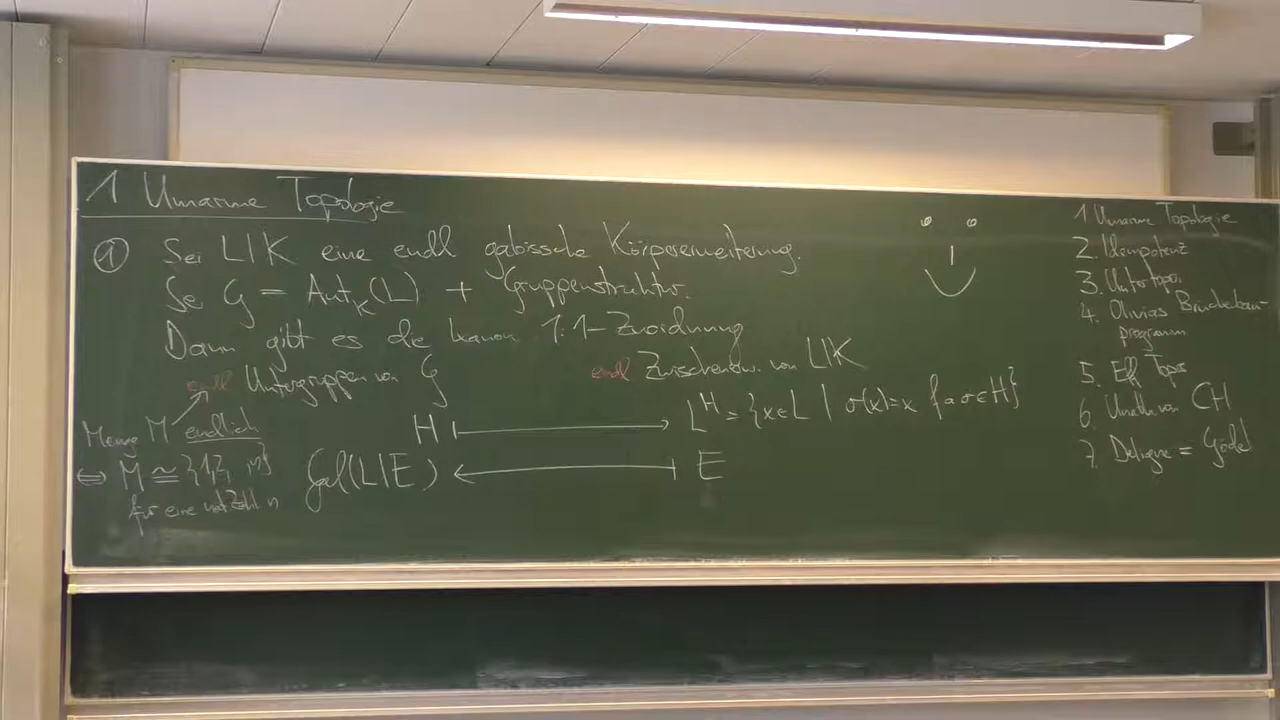 1 Unarme Topologie
① Sei L|K eine endl galoissche Körpererweiterung.
Sei G = Aut_K(L) + Gruppenstruktur.
Dann gibt es die kanon. 1:1-Zuordnung
endl Untergruppen von G
endl Zwischenerw. von L|K
Menge M endlich
H ⟼ L^H = {x∈L | σ(x)=x f a σ∈H}
⇔ M ≅ {1,2, n}
Gal(L|E) ⟻ E
für eine nat Zahl n
1 Unarme Topologie
2. Idempotenz
3. Untertopoi
4. Olivias Brückenbau-
programm
5. Eff Topos
6. Unabh von CH
7. Deligne = Gödel